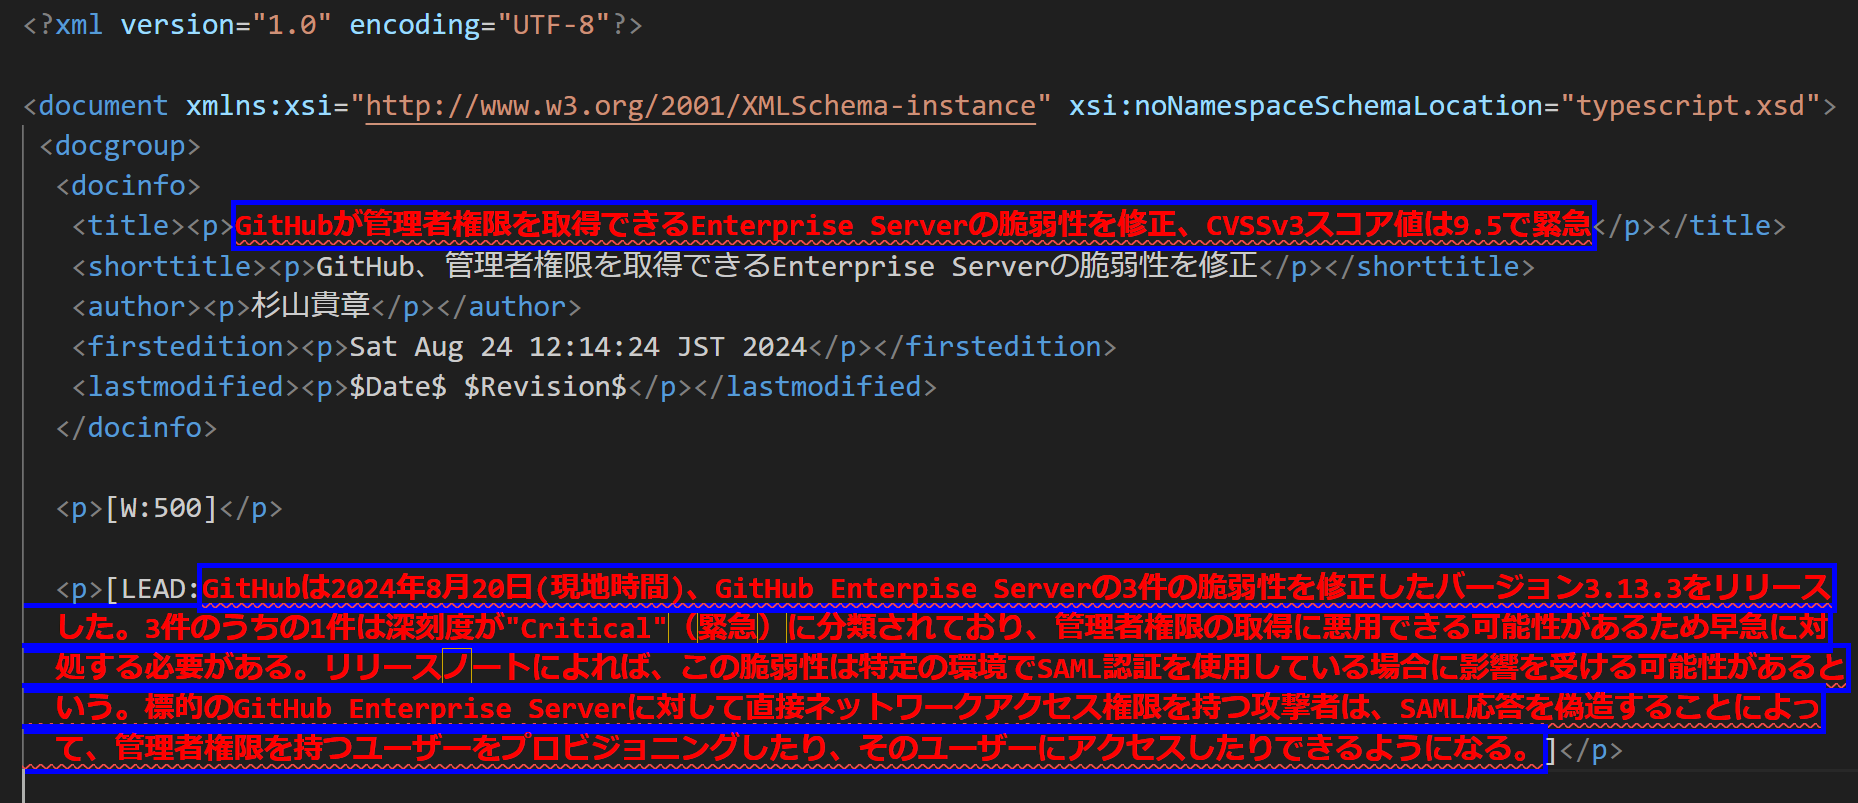 <?xml version="1.0" encoding="UTF-8"?>
<document xmlns:xsi="http://www.w3.org/2001/XMLSchema-instance" xsi:noNamespaceSchemaLocation="typescript.xsd">
<docgroup>
<docinfo>
<title><p>GitHubが管理者権限を取得できるEnterprise Serverの脆弱性を修正、CVSSv3スコア値は9.5で緊急</p></title>
<shorttitle><p>GitHub、管理者権限を取得できるEnterprise Serverの脆弱性を修正</p></shorttitle>
<author><p>杉山貴章</p></author>
<firstedition><p>Sat Aug 24 12:14:24 JST 2024</p></firstedition>
<lastmodified><p>$Date$ $Revision$</p></lastmodified>
</docinfo>
<p>[W:500]</p>
<p>[LEAD:GitHubは2024年8月20日(現地時間)、GitHub Enterpise Serverの3件の脆弱性を修正したバージョン3.13.3をリリース
した。3件のうちの1件は深刻度が"Critical"（緊急）に分類されており、管理者権限の取得に悪用できる可能性があるため早急に対
処する必要がある。リリースノートによれば、この脆弱性は特定の環境でSAML認証を使用している場合に影響を受ける可能性があると
いう。標的のGitHub Enterprise Serverに対して直接ネットワークアクセス権限を持つ攻撃者は、SAML応答を偽造することによっ
て、管理者権限を持つユーザーをプロビジョニングしたり、そのユーザーにアクセスしたりできるようになる。]</p>